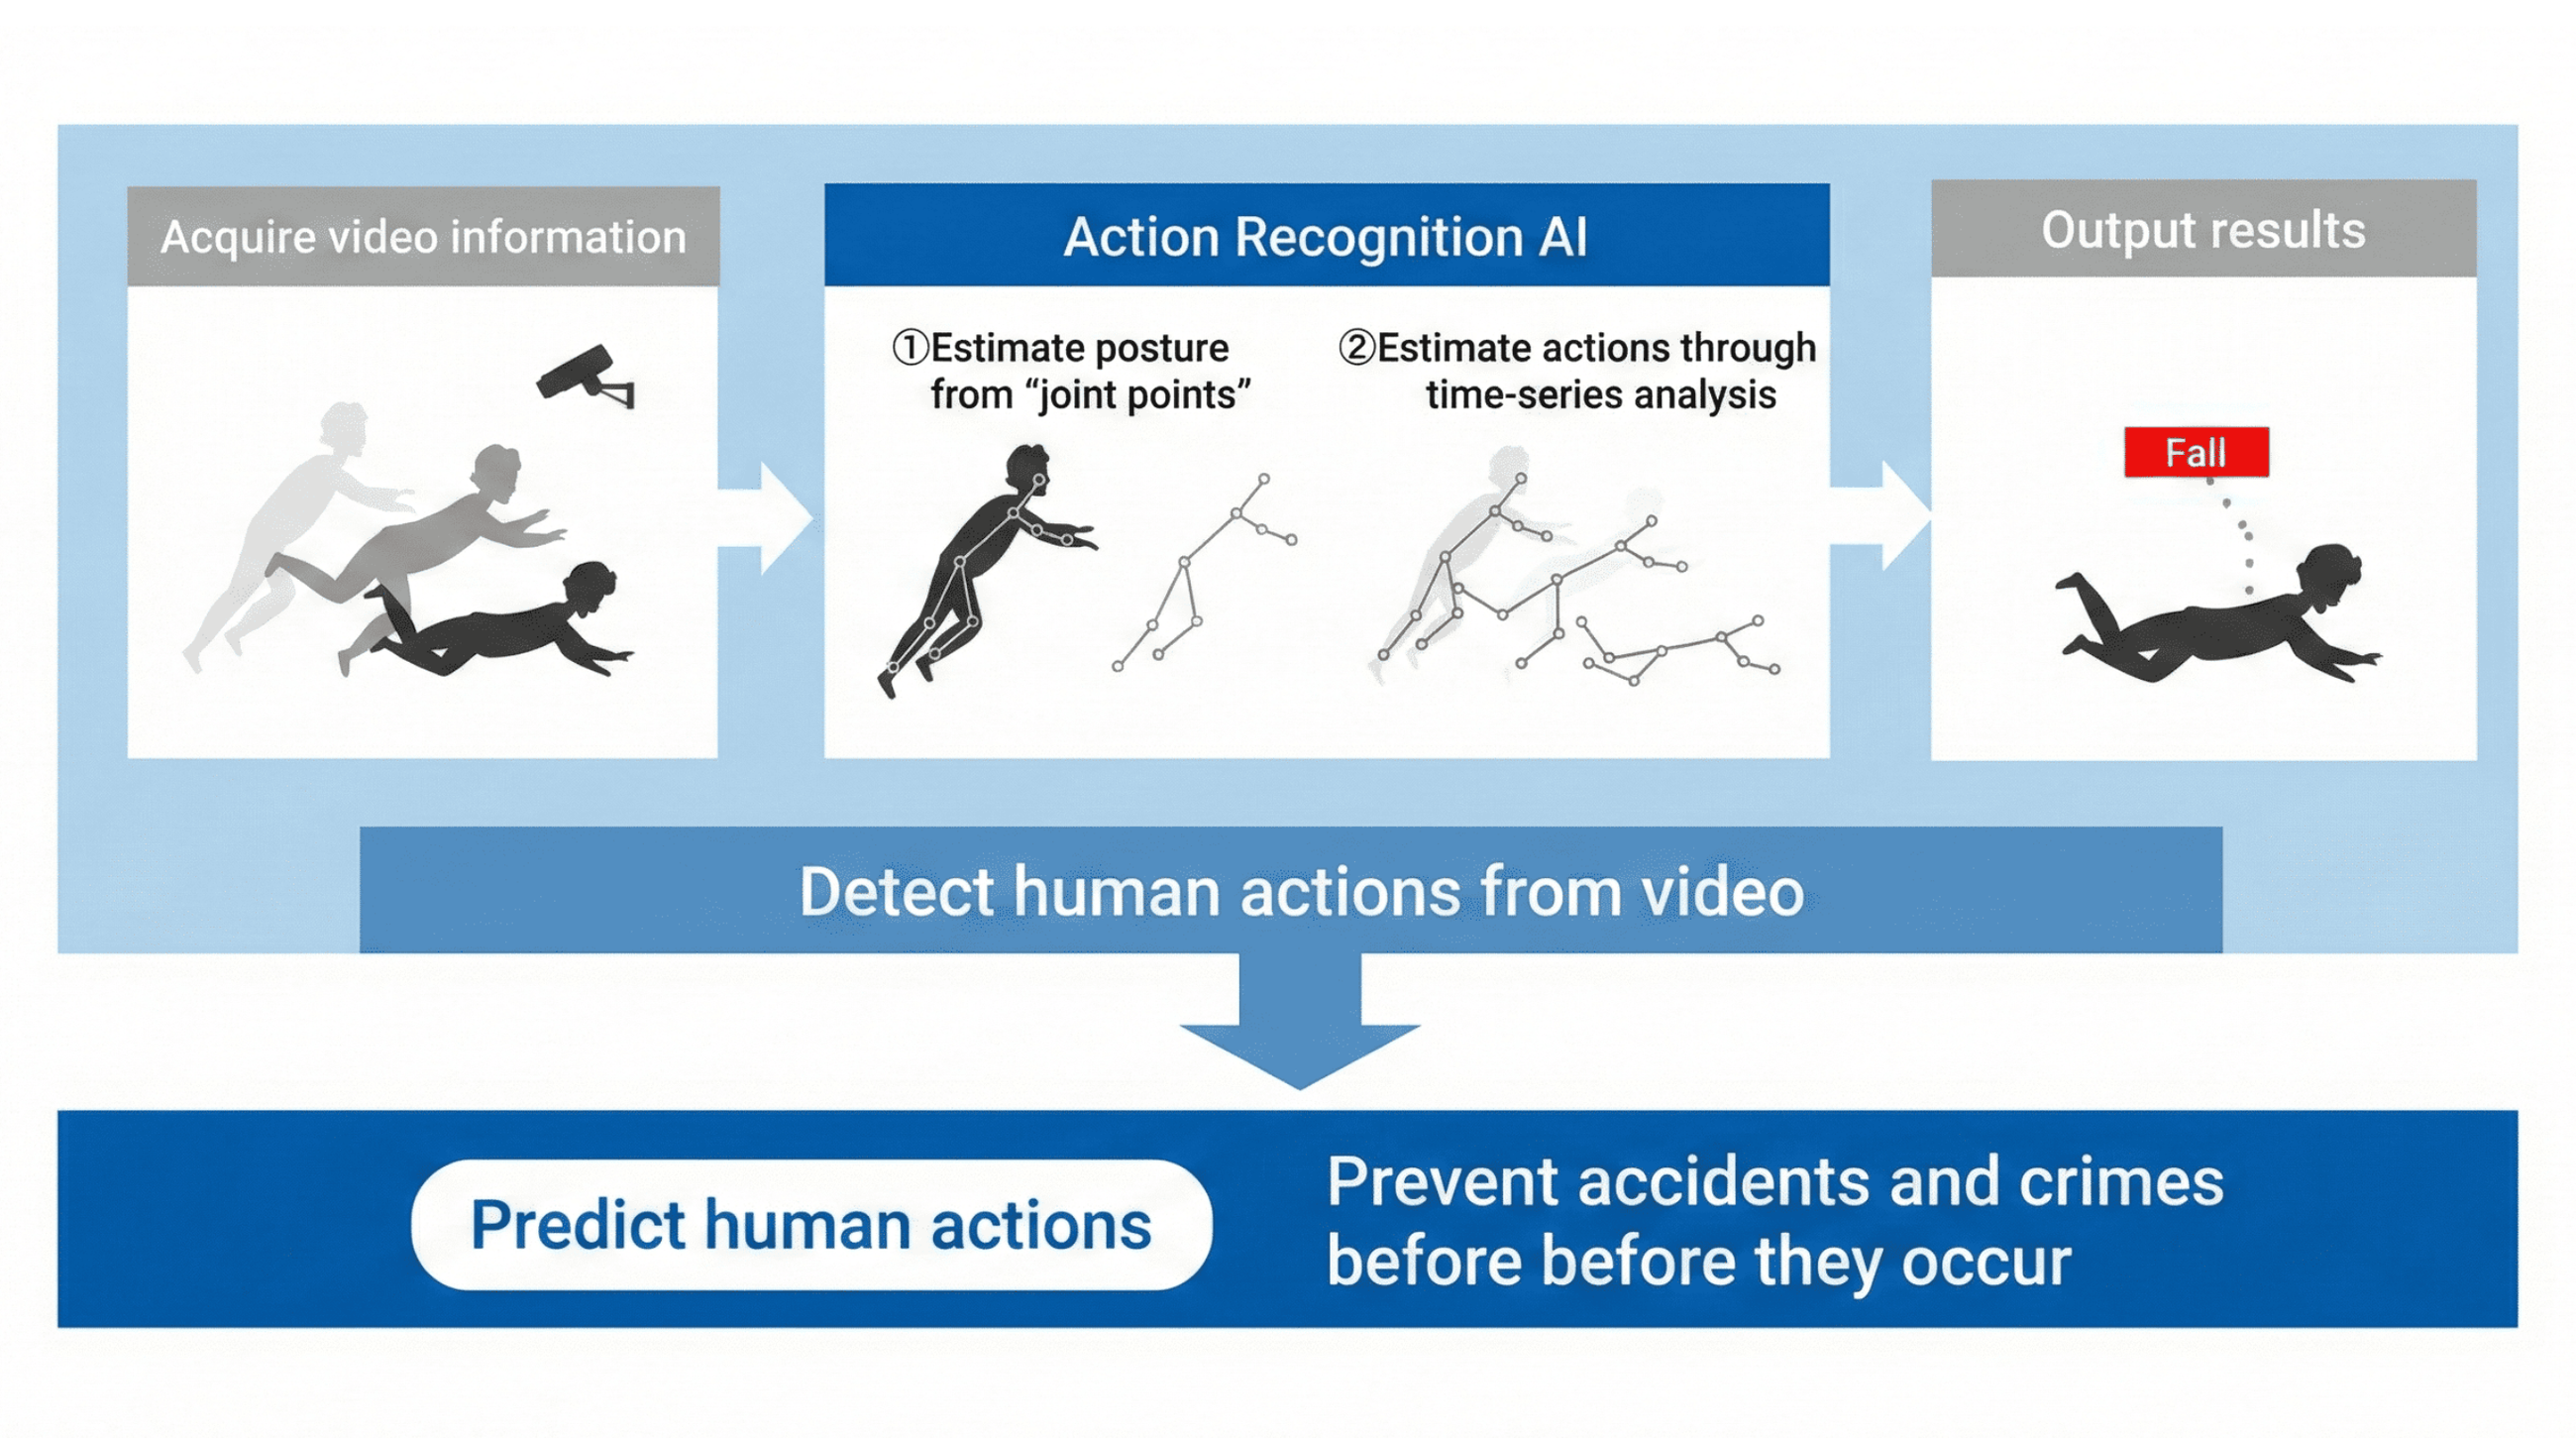 Acquire video information
Action Recognition AI
Output results
①Estimate posture
from “joint points”
②Estimate actions through
time-series analysis
Fall
Detect human actions from video
Predict human actions
Prevent accidents and crimes
before before they occur